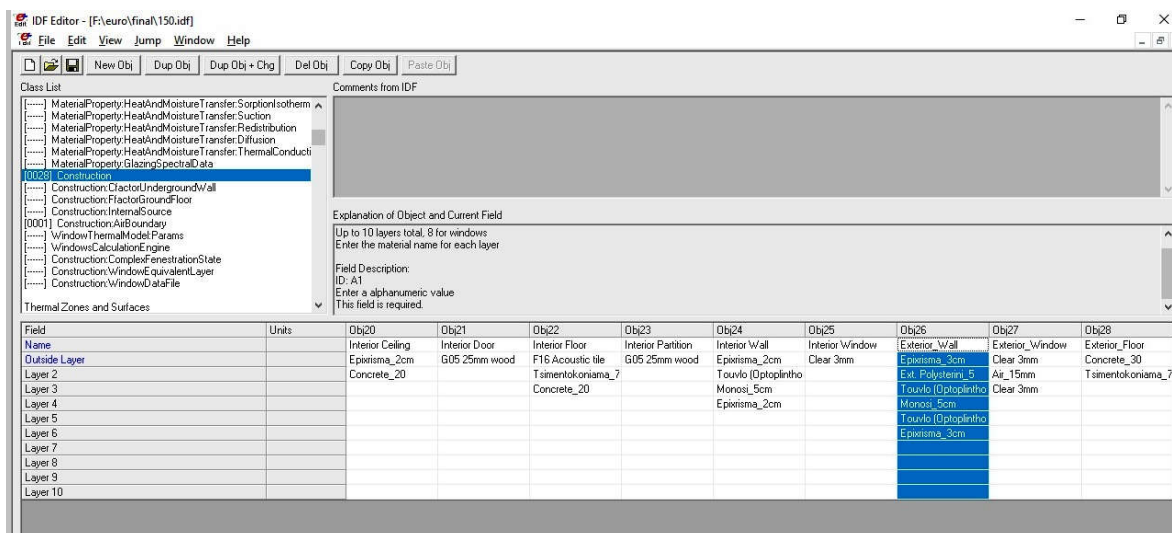 IDF Editor - [F:\euro\final\150.idf]
File Edit View Jump Window Help
New Obj Dup Obj Dup Obj + Chg Del Obj Copy Obj Paste Obj
Class List
Comments from IDF
[------] MaterialProperty:HeatAndMoistureTransfer:SorptionIsotherm
[------] MaterialProperty:HeatAndMoistureTransfer:Suction
[------] MaterialProperty:HeatAndMoistureTransfer:Redistribution
[------] MaterialProperty:HeatAndMoistureTransfer:Diffusion
[------] MaterialProperty:HeatAndMoistureTransfer:ThermalConducti
[------] MaterialProperty:GlazingSpectralData
[0028] Construction
[------] Construction:CfactorUndergroundWall
[------] Construction:FfactorGroundFloor
[------] Construction:InternalSource
[0001] Construction:AirBoundary
[------] WindowThermalModel:Params
[------] WindowsCalculationEngine
[------] Construction:ComplexFenestrationState
[------] Construction:WindowEquivalentLayer
[------] Construction:WindowDataFile
Thermal Zones and Surfaces
Explanation of Object and Current Field
Up to 10 layers total, 8 for windows
Enter the material name for each layer
Field Description:
ID: A1
Enter a alphanumeric value
This field is required.
Field Units Obj20 Obj21 Obj22 Obj23 Obj24 Obj25 Obj26 Obj27 Obj28
Name Interior Ceiling Interior Door Interior Floor Interior Partition Interior Wall Interior Window Exterior_Wall Exterior_Window Exterior_Floor
Outside Layer Epixrisma_2cm G05 25mm wood F16 Acoustic tile G05 25mm wood Epixrisma_2cm Clear 3mm Epixrisma_3cm Clear 3mm Concrete_30
Layer 2 Concrete_20 Tsimentokoniama_7 Touvlo (Optoplintho Ext. Polysterini_5 Air_15mm Tsimentokoniama_7
Layer 3 Concrete_20 Monosi_5cm Touvlo (Optoplintho Clear 3mm
Layer 4 Epixrisma_2cm Monosi_5cm
Layer 5 Touvlo (Optoplintho
Layer 6 Epixrisma_3cm
Layer 7
Layer 8
Layer 9
Layer 10